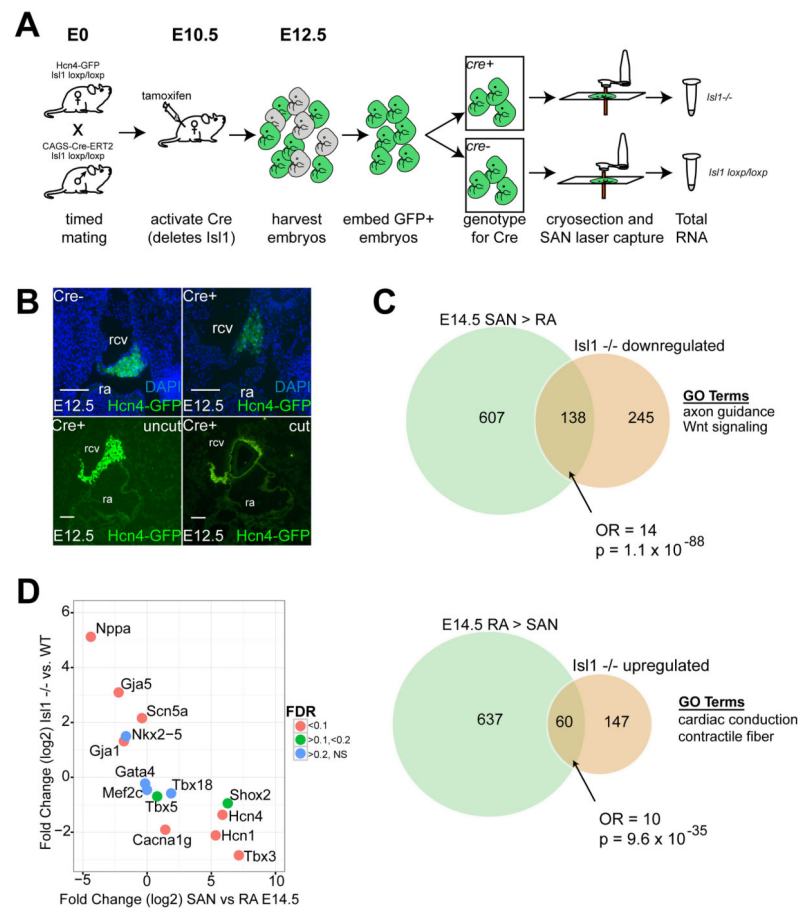 A
E0
E10.5
E12.5
Hcn4-GFP
Isl1 loxp/loxp
X
CAGS-Cre-ERT2
Isl1 loxp/loxp
tamoxifen
cre+
cre-
Isl1-/-
Isl1 loxp/loxp
timed
mating
activate Cre
(deletes Isl1)
harvest
embryos
embed GFP+
embryos
genotype
for Cre
cryosection and
SAN laser capture
Total
RNA
B
Cre-
rcv
ra
DAPI
E12.5 Hcn4-GFP
Cre+
rcv
ra
DAPI
E12.5 Hcn4-GFP
Cre+ uncut
rcv
ra
E12.5 Hcn4-GFP
Cre+ cut
rcv
ra
E12.5 Hcn4-GFP
C
E14.5 SAN > RA
Isl1 -/- downregulated
607
138
245
GO Terms
axon guidance
Wnt signaling
OR = 14
p = 1.1 x 10 -88
E14.5 RA > SAN
Isl1 -/- upregulated
637
60
147
GO Terms
cardiac conduction
contractile fiber
OR = 10
p = 9.6 x 10 -35
D
Fold Change (log2) Isl1 -/- vs. WT
6
4
2
0
−2
−4
Nppa
Gja5
Scn5a
Nkx2−5
Gja1
Gata4
Mef2c
Tbx18
Tbx5
Shox2
Hcn4
Cacna1g
Hcn1
Tbx3
−5
0
5
10
Fold Change (log2) SAN vs RA E14.5
FDR
<0.1
>0.1,<0.2
>0.2, NS